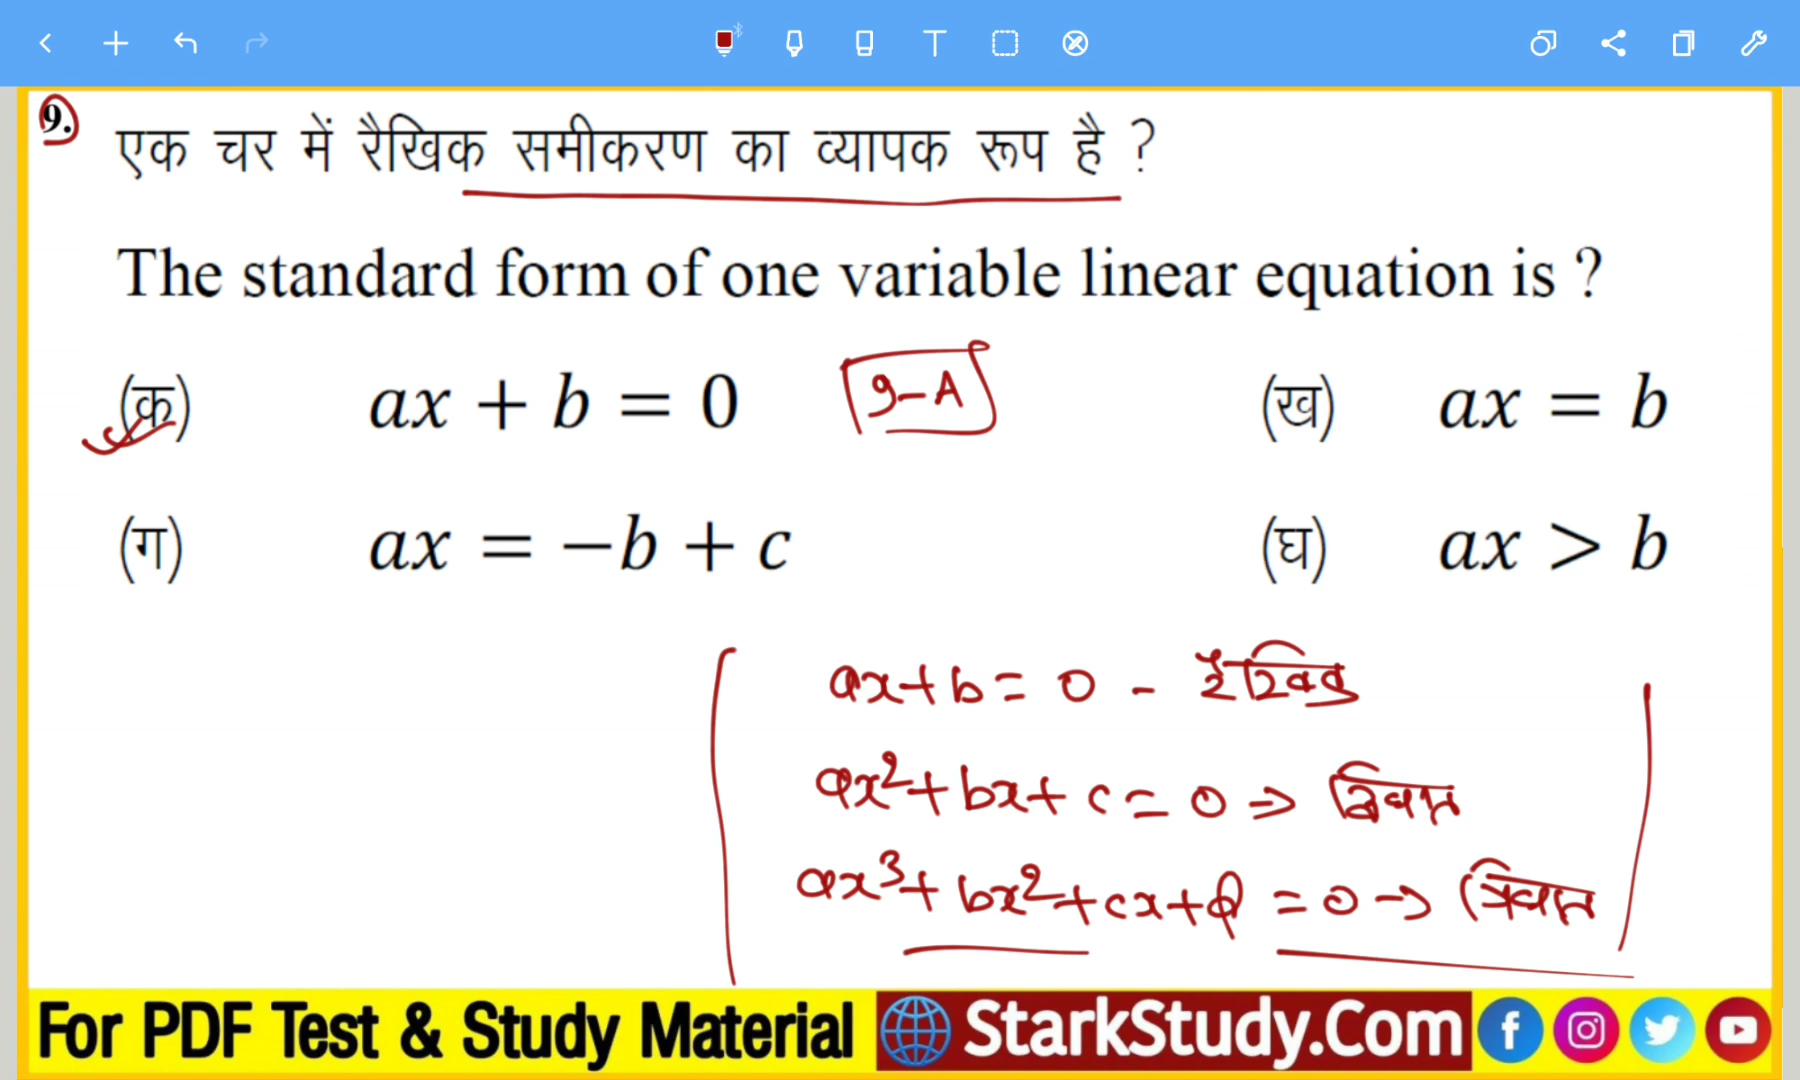 9.
एक चर में रैखिक समीकरण का व्यापक रूप है ?
The standard form of one variable linear equation is ?
(क) ax + b = 0 9-A (ख) ax = b
(ग) ax = −b + c (घ) ax > b
ax+b=0 - रैखिक
ax²+bx+c=0 → द्विघात
ax³+bx²+cx+d=0→ त्रिघात
For PDF Test & Study Material StarkStudy.Com